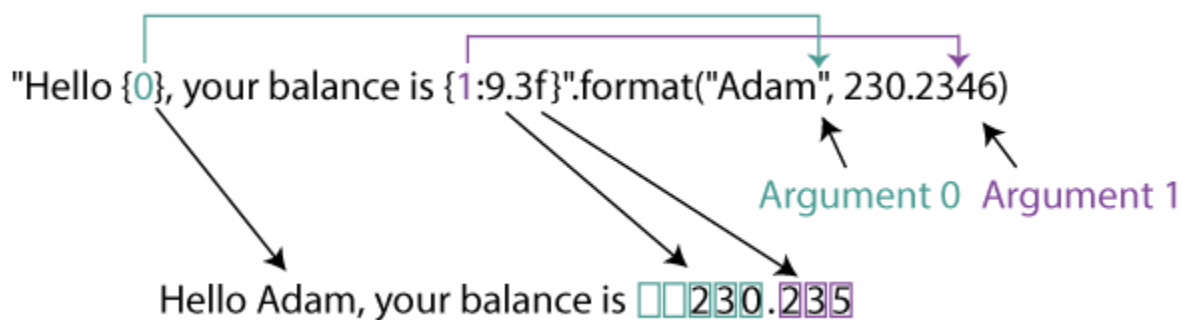 "Hello {0}, your balance is {1:9.3f}".format("Adam", 230.2346)
Argument 0 Argument 1
Hello Adam, your balance is 230.235